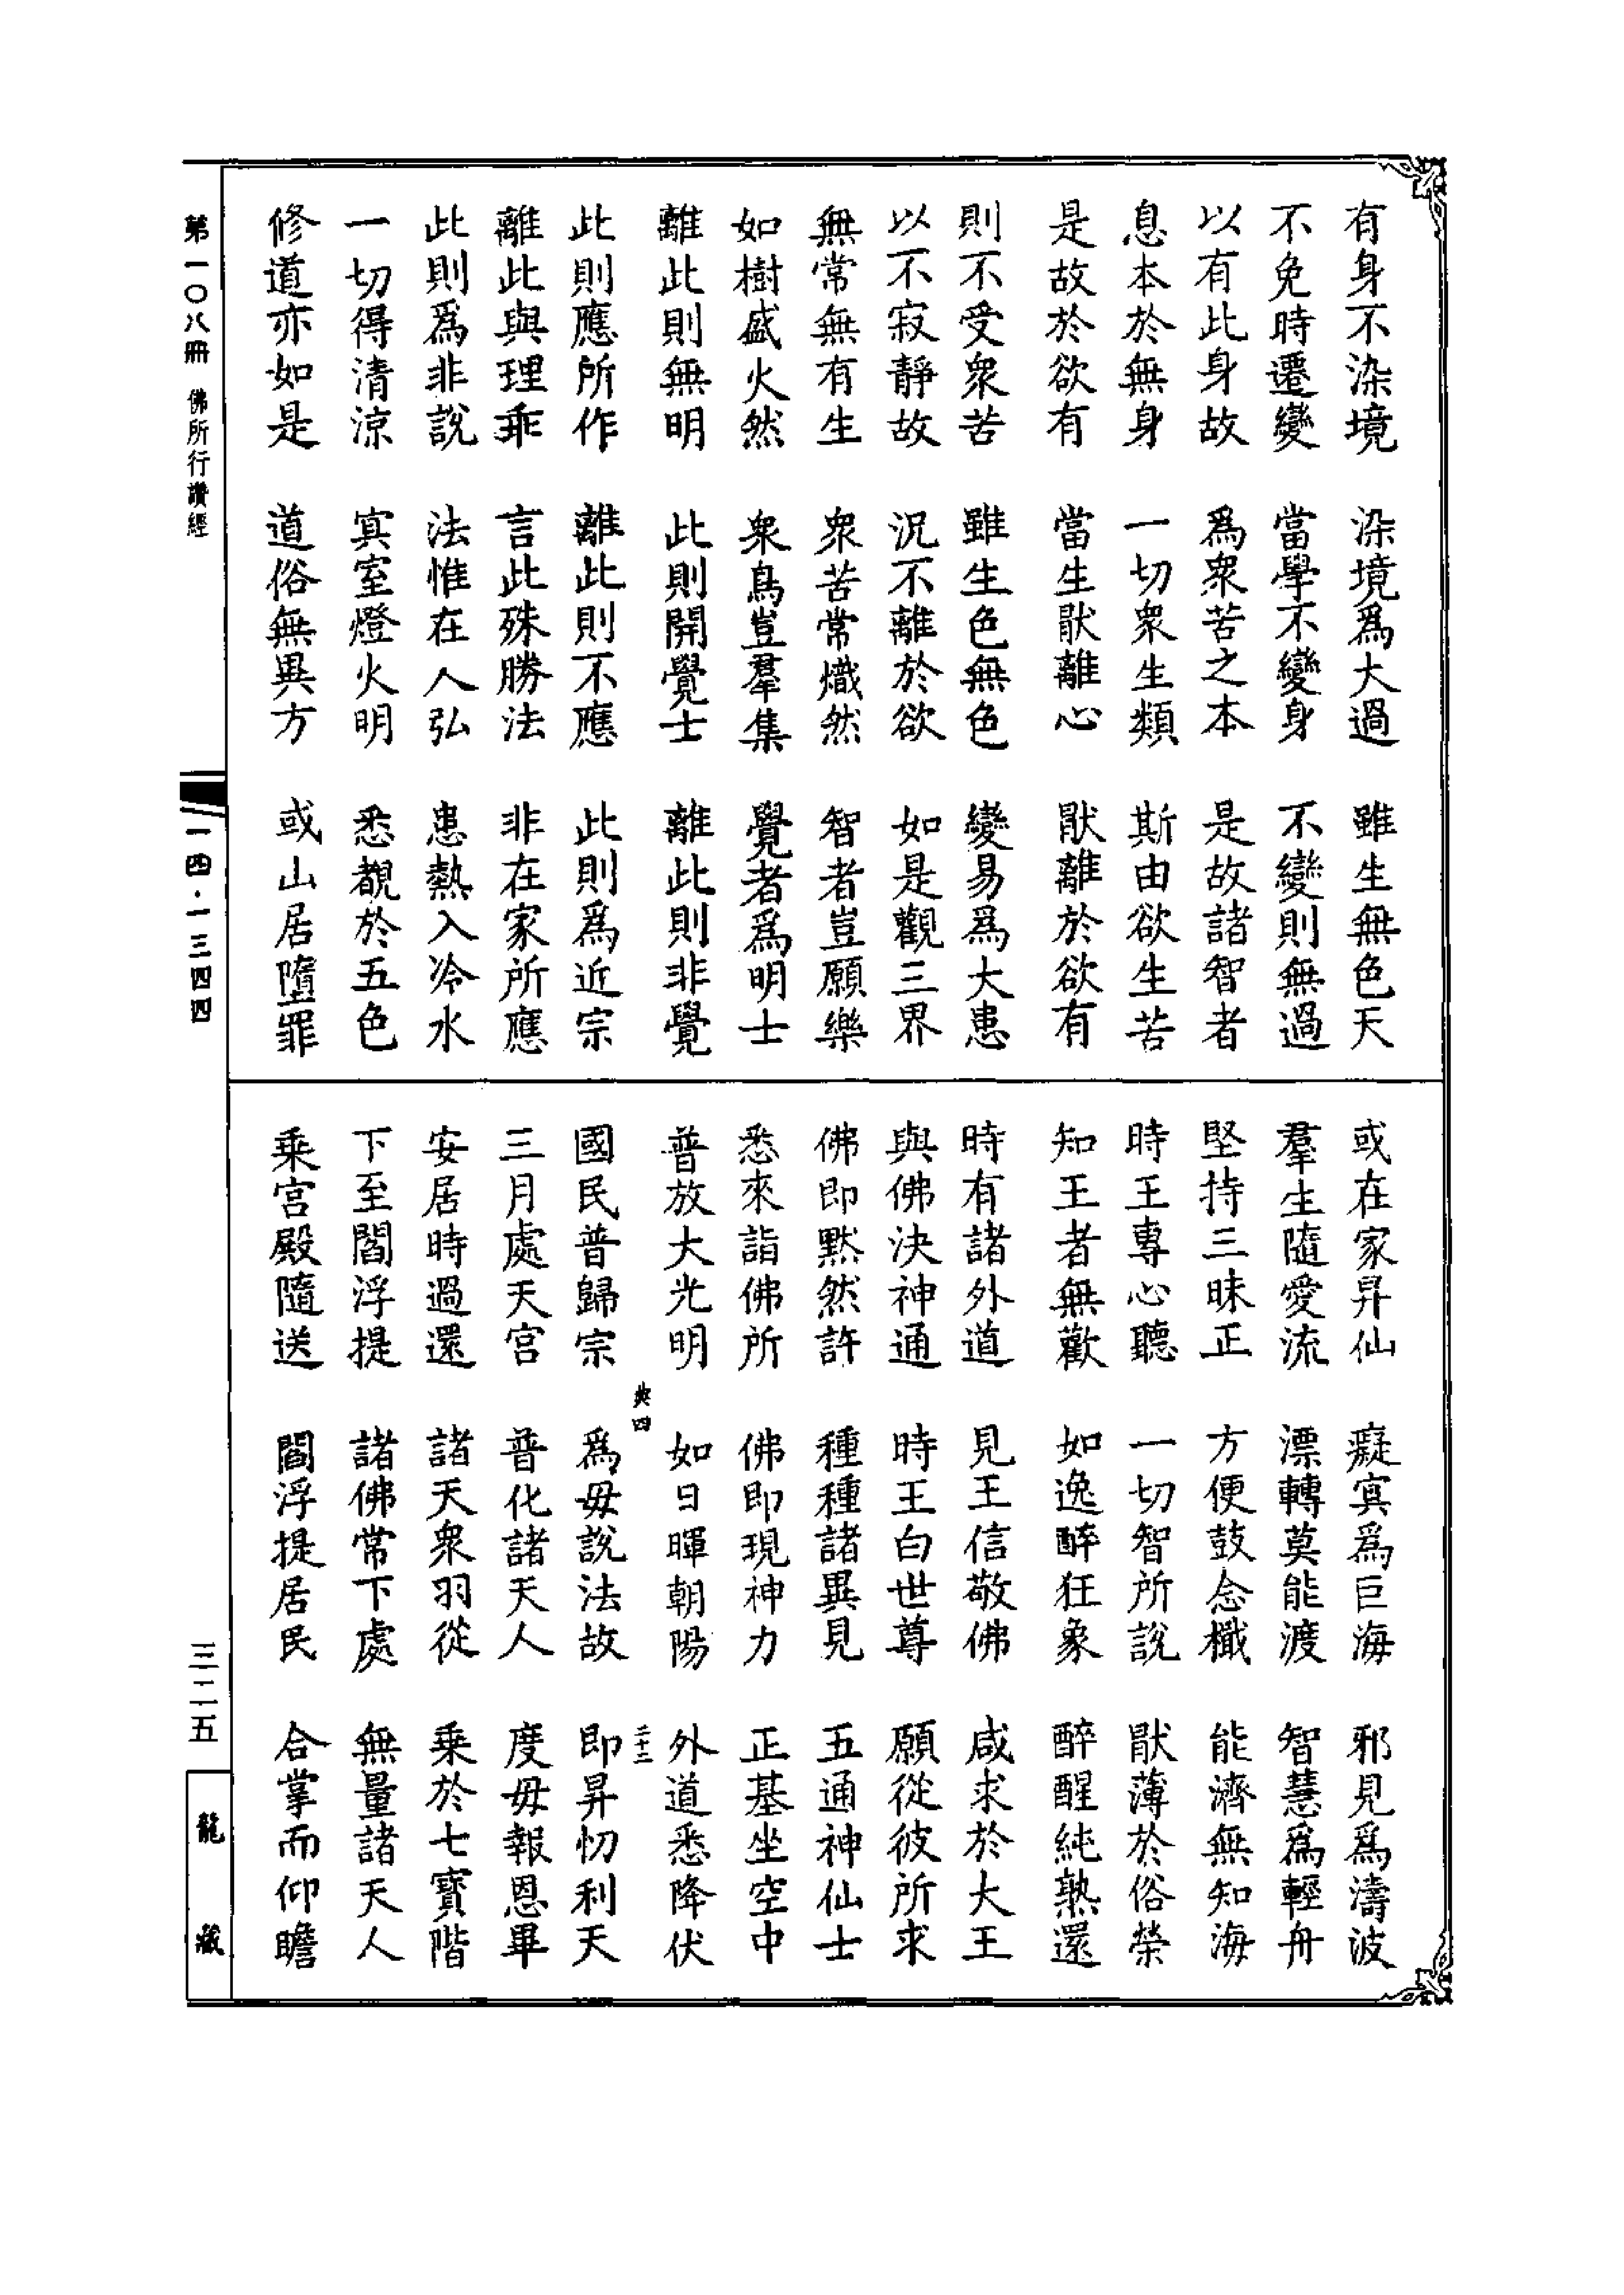 有身不染境　染境爲大過　雖生無色天
不免時遷變　當學不變身　不變則無過
以有此身故　爲衆苦之本　是故諸智者
息本於無身　一切衆生類　斯由欲生苦
是故於欲有　當生猒離心　猒離於欲有
則不受衆苦　雖生色無色　變易爲大患
以不寂靜故　況不離於欲　如是觀三界
無常無有生　衆苦常熾然　智者豈願樂
如樹盛火然　衆鳥豈羣集　覺者爲明士
離此則無明　此則開覺士　離此則非覺
此則應所作　離此則不應　此則爲近宗
離此與理乖　言此殊勝法　非在家所應
此則爲非說　法惟在人弘　患熱入冷水
一切得清涼　寘室燈火明　悉覩於五色
修道亦如是　道俗無異方　或山居墮罪
或在家昇仙　癡寘爲巨海　邪見爲濤波
羣生隨愛流　漂轉莫能渡　智慧爲輕舟
堅持三昧正　方便鼓念檝　能濟無知海
時王專心聽　一切智所說　猒薄於俗榮
知王者無歡　如逸醉狂象　醉醒純熟還
時有諸外道　見王信敬佛　咸求於大王
與佛決神通　時王白世尊　願從彼所求
佛即黙然許　種種諸異見　五通神仙士
悉來詣佛所　佛即現神力　正基坐空中
普放大光明　如日暉朝陽　外道悉降伏
國民普歸宗　爲毋說法故　即昇忉利天
三月處天宮　普化諸天人　度毋報恩畢
安居時過還　諸天衆羽從　乘於七寶階
下至閻浮提　諸佛常下處　無量諸天人
乘宮殿隨送　閻浮提居民　合掌而仰瞻
第一〇八冊　佛所行讚經
一四·一三四四
三二五
龍藏